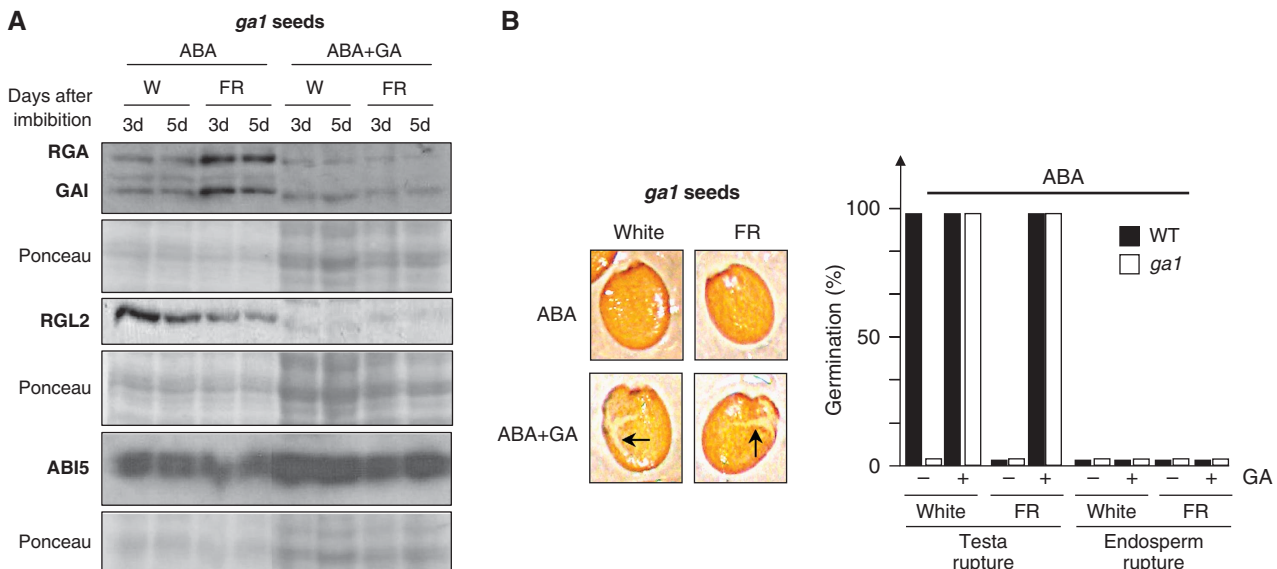 A
ga1 seeds
ABA ABA+GA
W FR W FR
Days after
imbibition
3d 5d 3d 5d 3d 5d 3d 5d
RGA
GAI
Ponceau
RGL2
Ponceau
ABI5
Ponceau
B
ga1 seeds
White FR
ABA
ABA+GA
ABA
WT
ga1
Germination (%)
100
50
0
– + – + – + – + GA
White FR White FR
Testa
rupture
Endosperm
rupture